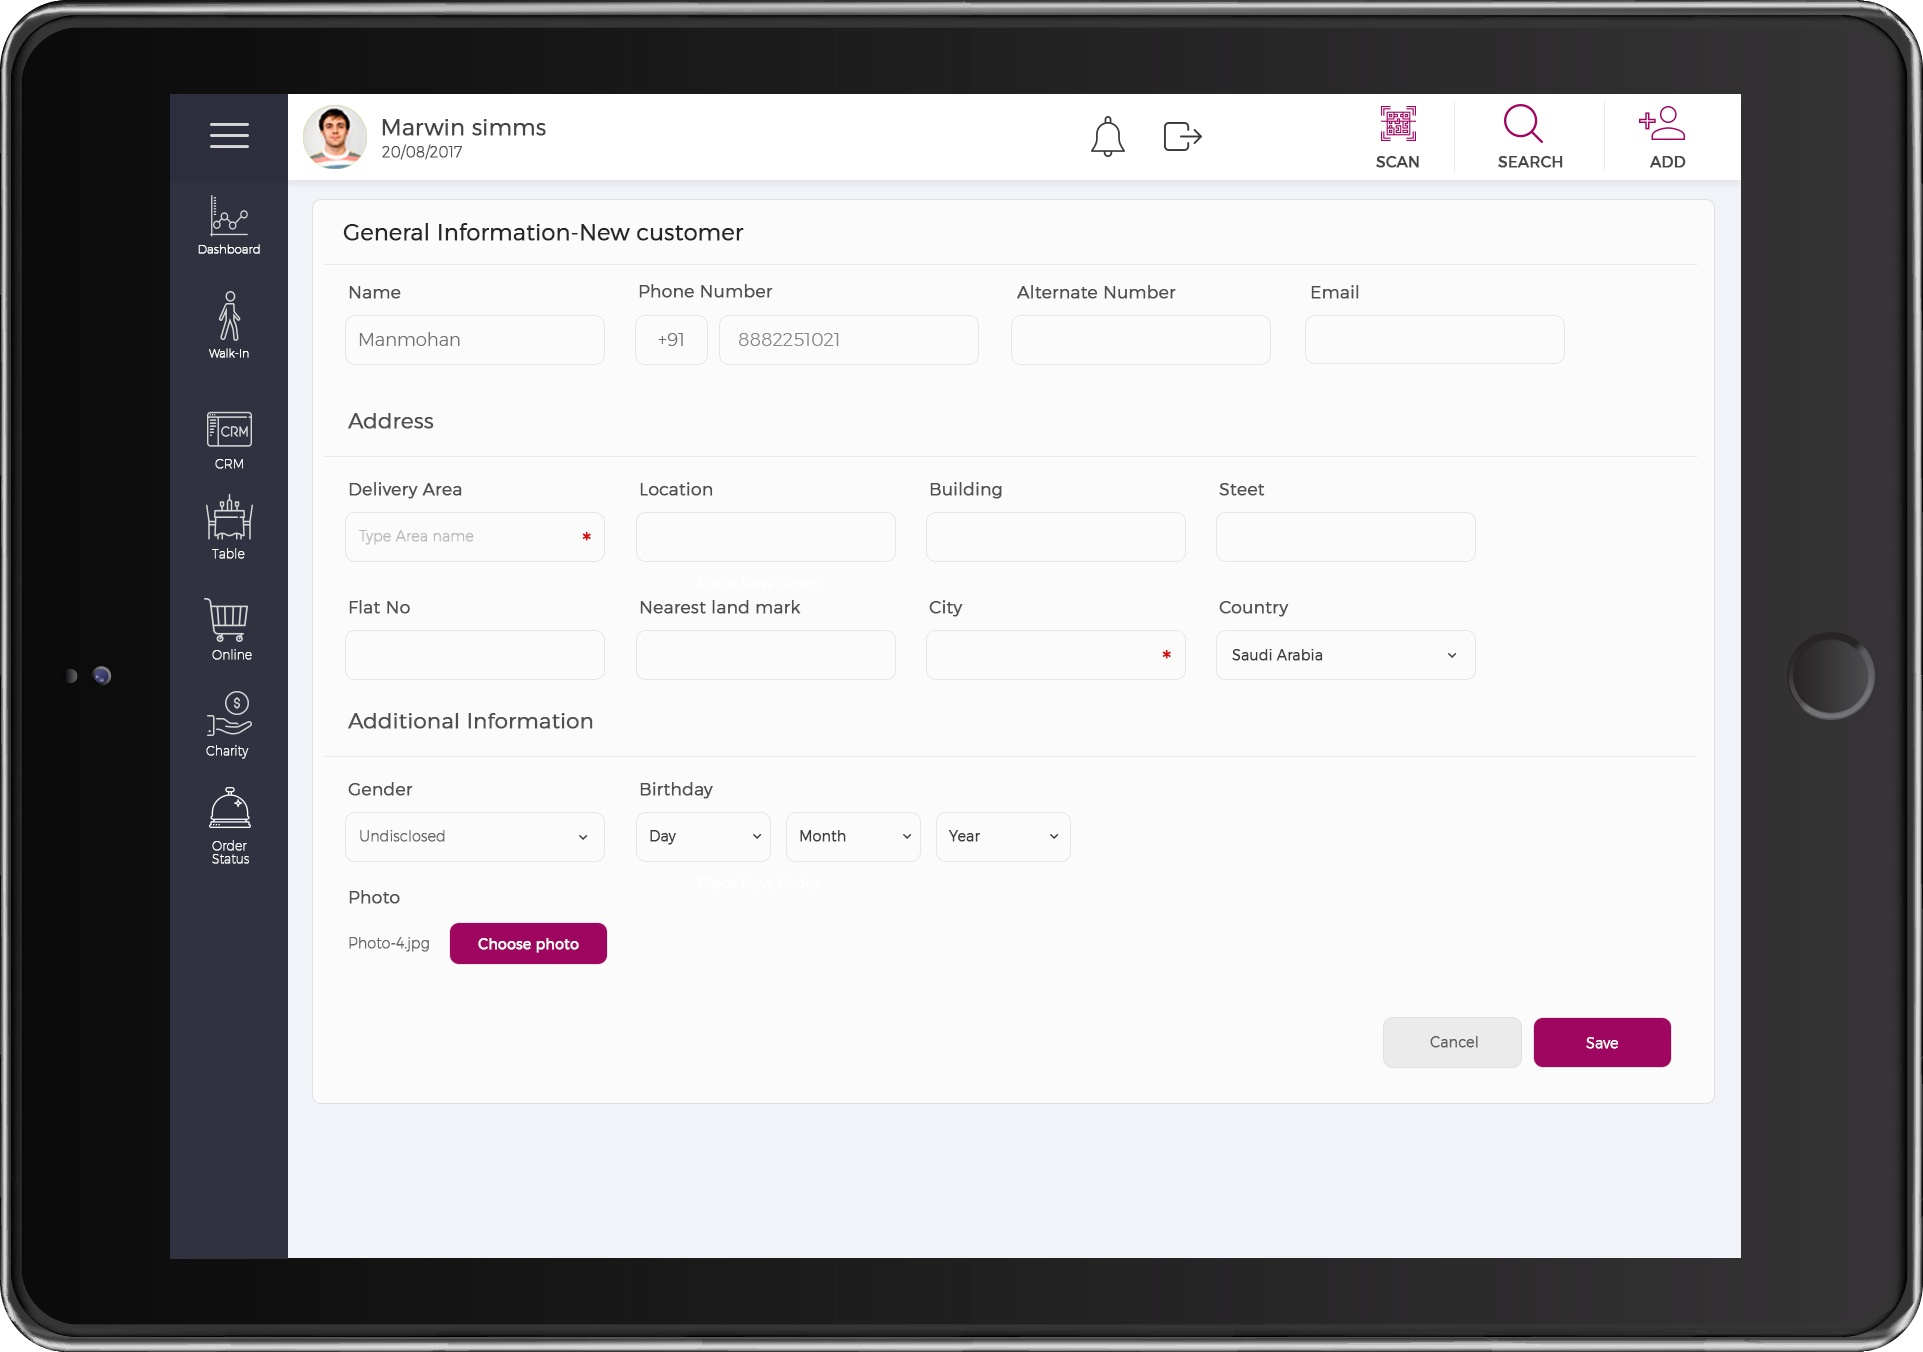 Marwin simms
20/08/2017
SCAN
SEARCH
ADD
Dashboard
Walk-In
CRM
CRM
Table
Online
$
Charity
Order
Status
General Information-New customer
Name
Phone Number
Alternate Number
Email
Manmohan
+91
8882251021
Address
Delivery Area
Location
Building
Steet
Type Area name *
Flat No
Nearest land mark
City
Country
*
Saudi Arabia
Additional Information
Gender
Birthday
Undisclosed
Day
Month
Year
Place New Order
Photo
Photo-4.jpg
Choose photo
Cancel
Save